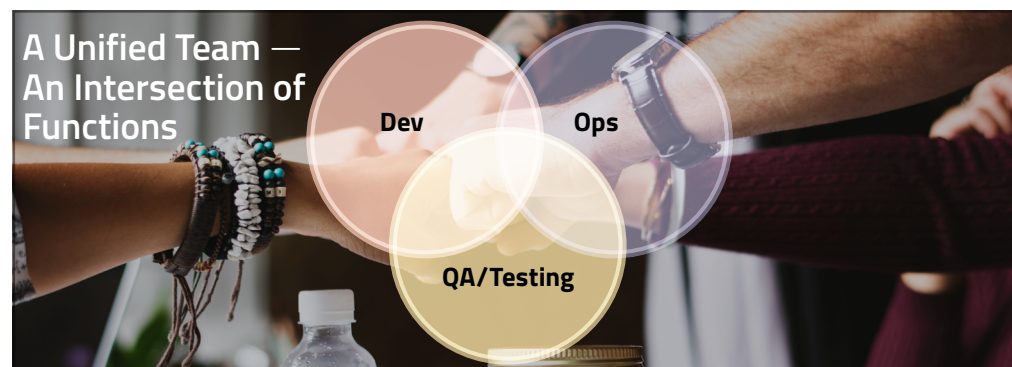 A Unified Team —
An Intersection of
Functions
Dev
Ops
QA/Testing